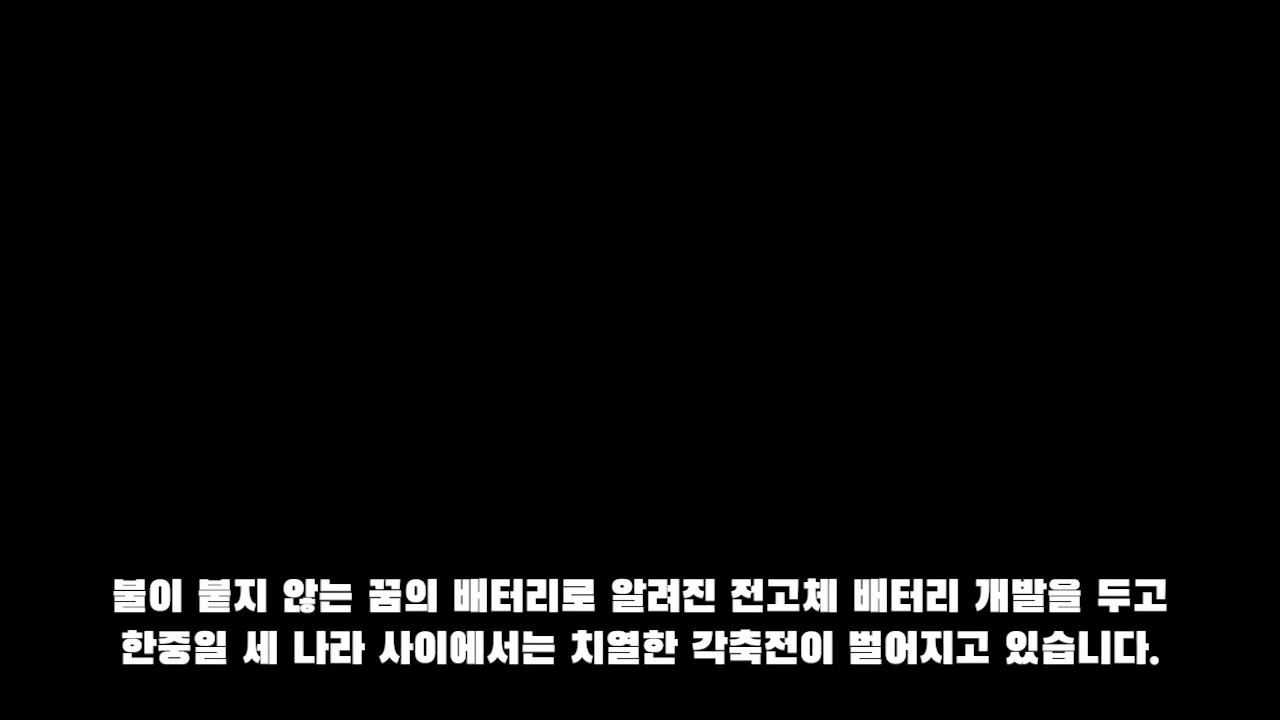 불이 붙지 않는 꿈의 배터리로 알려진 전고체 배터리 개발을 두고
한중일 세 나라 사이에서는 치열한 각축전이 벌어지고 있습니다.